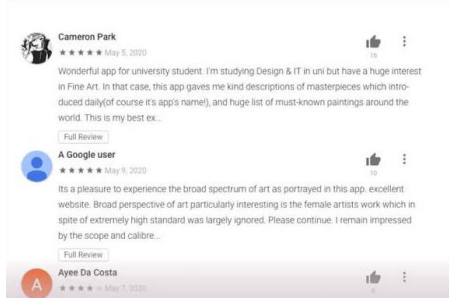 Cameron Park
May 5, 2020
16
Wonderful app for university student. I'm studying Design & IT in uni but have a huge interest
in Fine Art. In that case, this app gaves me kind descriptions of masterpieces which intro-
duced daily(of course it's app's name!), and huge list of must-known paintings around the
world. This is my best ex...
Full Review
A Google user
May 9, 2020
10
Its a pleasure to experience the broad spectrum of art as portrayed in this app. excellent
website. Broad perspective of art particularly interesting is the female artists work which in
spite of extremely high standard was largely ignored. Please continue. I remain impressed
by the scope and calibre...
Full Review
A
Ayee Da Costa
May 7, 2020